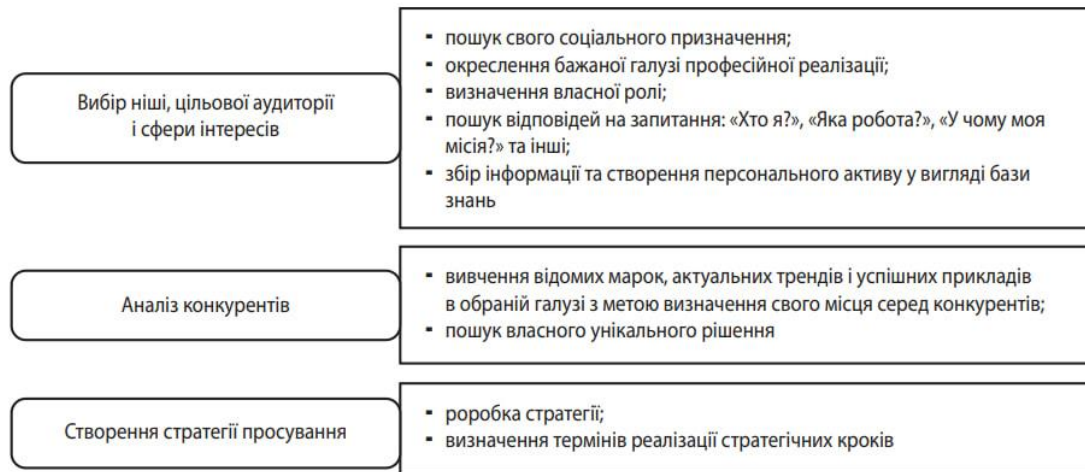 Вибір ніші, цільової аудиторії
і сфери інтересів
- пошук свого соціального призначення;
- окреслення бажаної галузі професійної реалізації;
- визначення власної ролі;
- пошук відповідей на запитання: «Хто я?», «Яка робота?», «У чому моя
місія?» та інші;
- збір інформації та створення персонального активу у вигляді бази
знань
Аналіз конкурентів
- вивчення відомих марок, актуальних трендів і успішних прикладів
в обраній галузі з метою визначення свого місця серед конкурентів;
- пошук власного унікального рішення
Створення стратегії просування
- роробка стратегії;
- визначення термінів реалізації стратегічних кроків